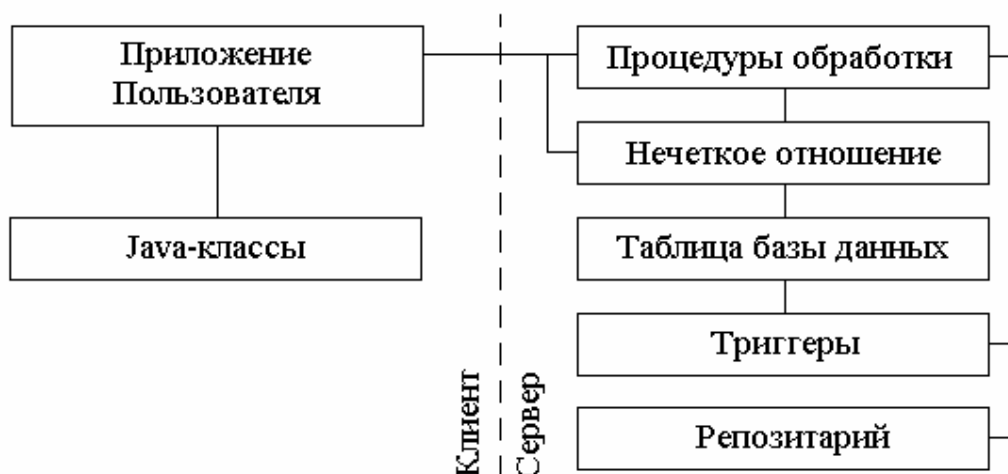 Приложение
Пользователя
Java-классы
Процедуры обработки
Нечеткое отношение
Таблица базы данных
Триггеры
Репозитарий
Клиент
Сервер